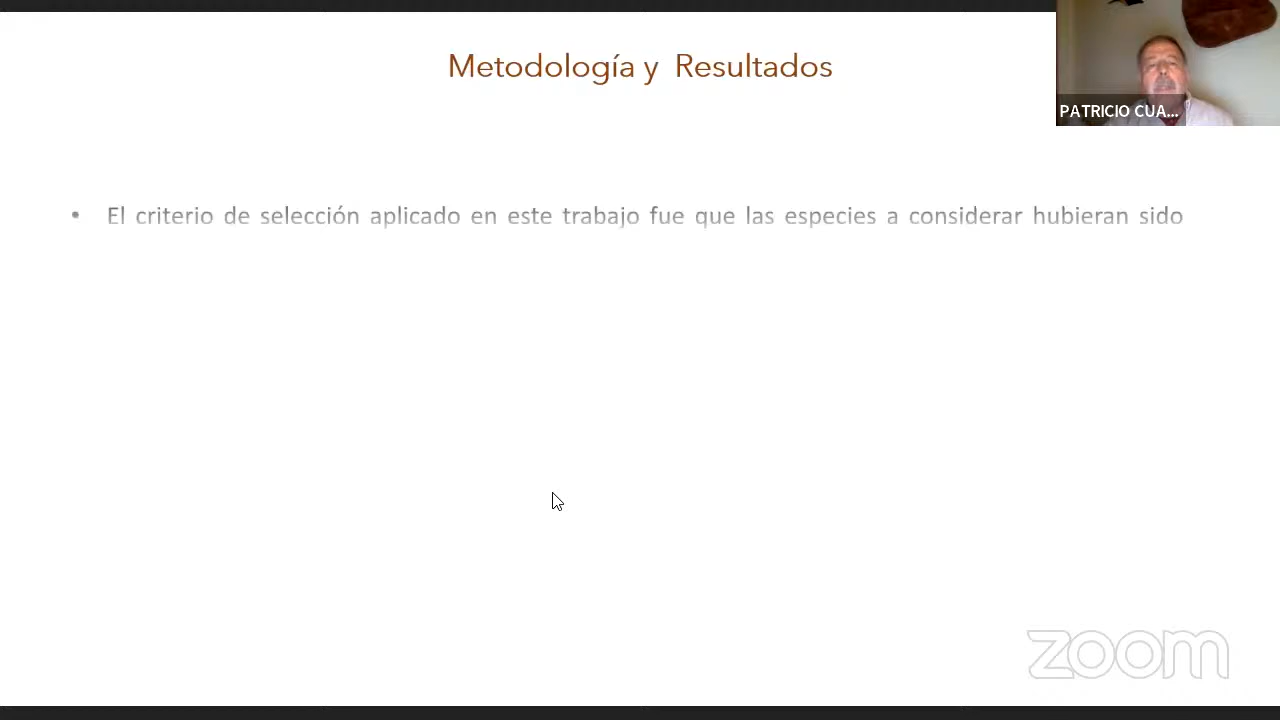 Metodología y Resultados
PATRICIO CUA...
• El criterio de selección aplicado en este trabajo fue que las especies a considerar hubieran sido
zoom